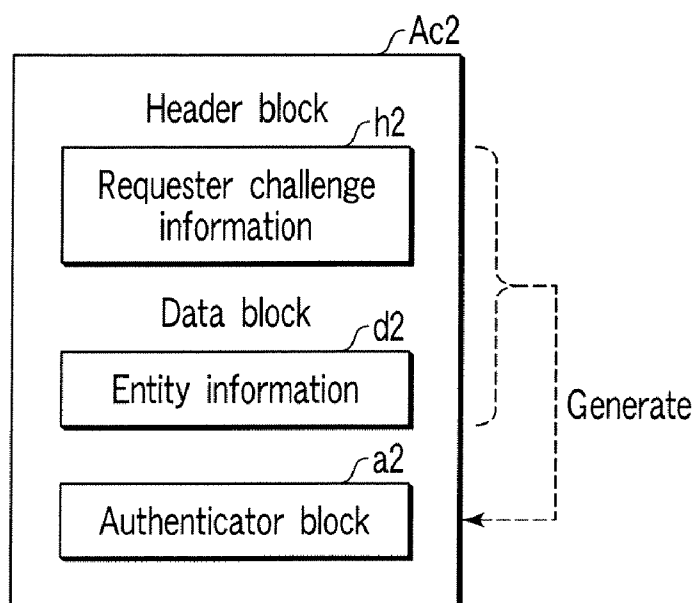 Ac2
Header block
h2
Requester challenge
information
Data block
d2
Entity information
Generate
a2
Authenticator block